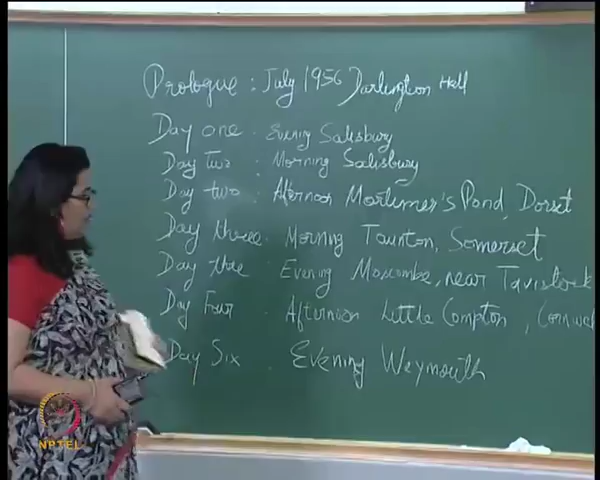 Prologue : July 1956 Darlington Hall
Day one . Evening Salisbury
Day Two : Morning Salisbury
Day two : Afternoon Mortimer's Pond, Dorset
Day three . Morning Taunton, Somerset
Day three Evening Moscombe, near Tavistock
Day Four . Afternoon Little Compton , Cornwall
Day Six . Evening Weymouth
NPTEL